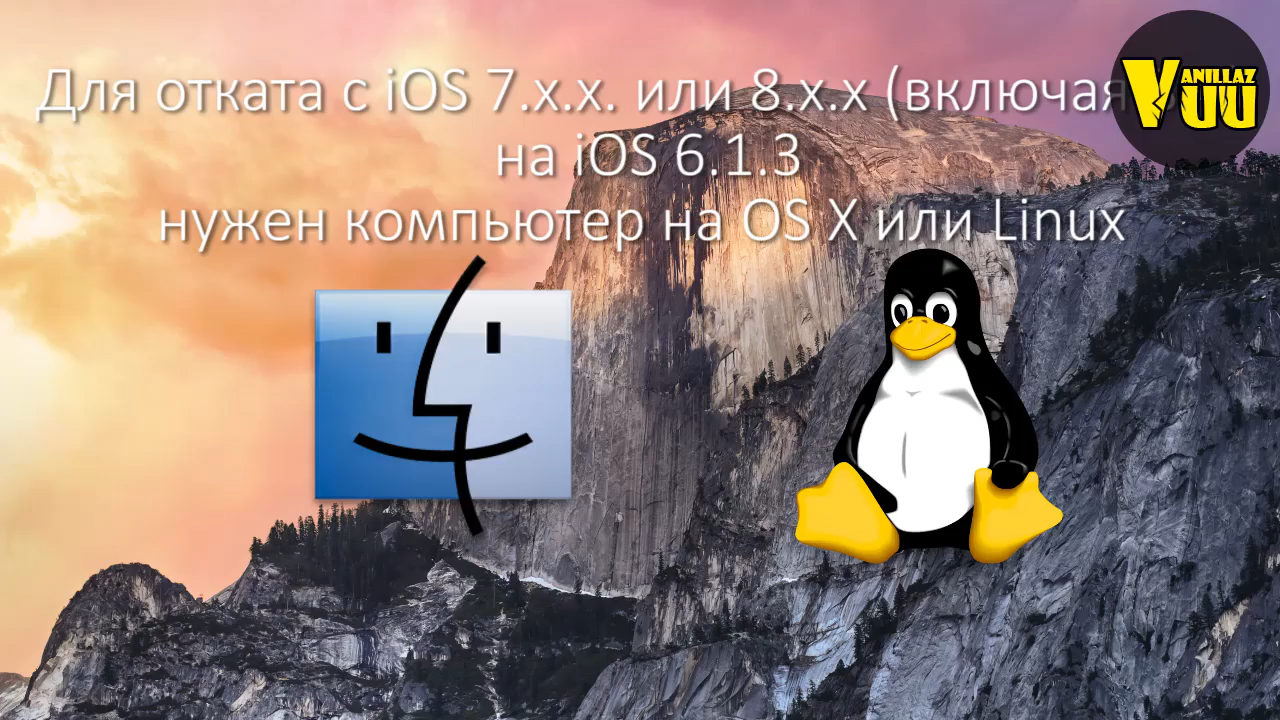 Для отката с iOS 7.x.x. или 8.x.x (включая
на iOS 6.1.3
нужен компьютер на OS X или Linux
VANILLAZ
VUU